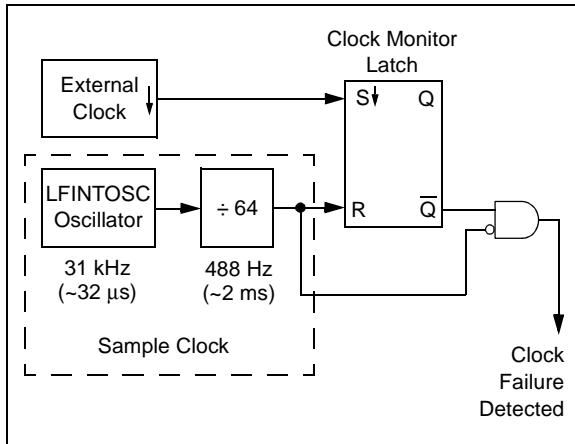 Clock Monitor
Latch
External
Clock
S
Q
LFINTOSC
Oscillator
÷ 64
R
Q
31 kHz
(~32 μs)
488 Hz
(~2 ms)
Sample Clock
Clock
Failure
Detected